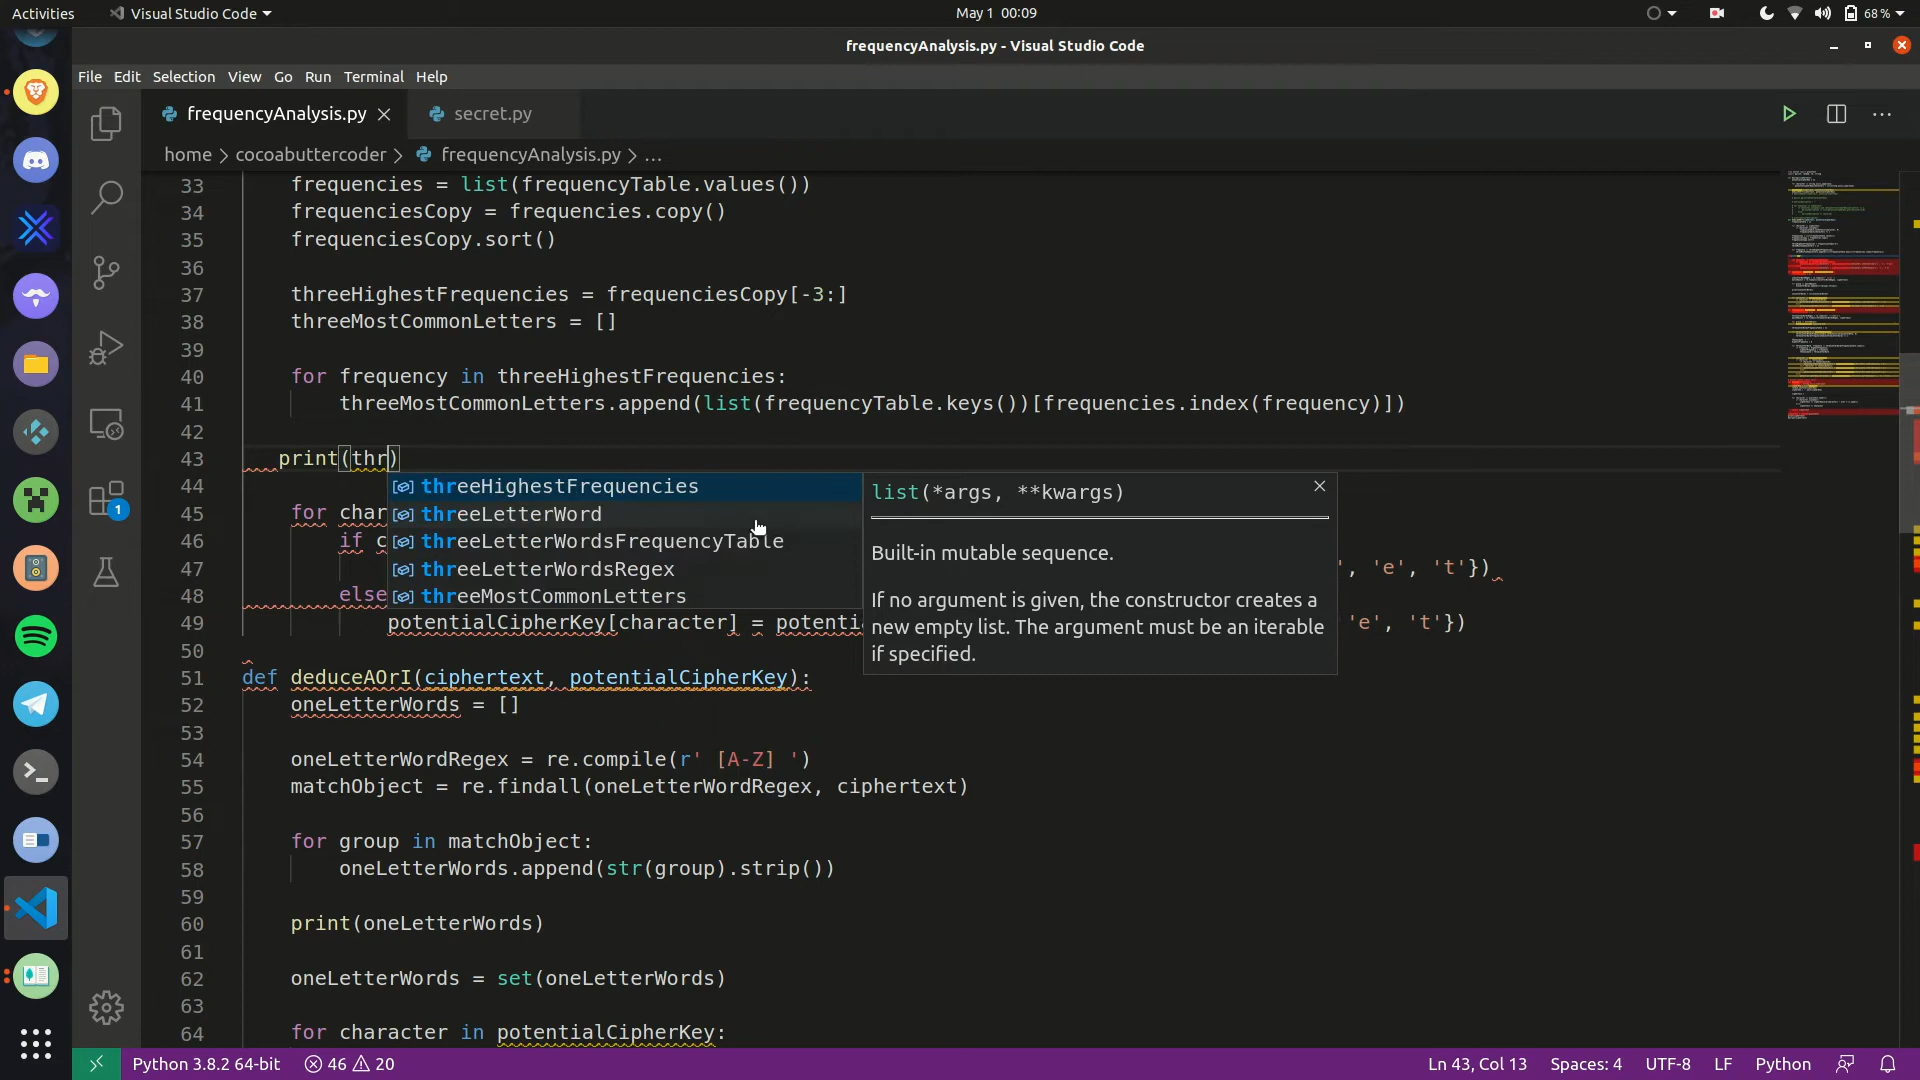 Activities
Visual Studio Code
May 1 00:09
68 %
frequencyAnalysis.py - Visual Studio Code
File Edit Selection View Go Run Terminal Help
frequencyAnalysis.py
secret.py
home > cocoabuttercoder > frequencyAnalysis.py > ...
33 frequencies = list(frequencyTable.values())
34 frequenciesCopy = frequencies.copy()
35 frequenciesCopy.sort()
36
37 threeHighestFrequencies = frequenciesCopy[-3:]
38 threeMostCommonLetters = []
39
40 for frequency in threeHighestFrequencies:
41 threeMostCommonLetters.append(list(frequencyTable.keys())[frequencies.index(frequency)])
42
43 print(thr)
44 threeHighestFrequencies
list(*args, **kwargs)
45 for char threeLetterWord
46 if c threeLetterWordsFrequencyTable
Built-in mutable sequence.
47 threeLetterWordsRegex ', 'e', 't'})
48 else threeMostCommonLetters
If no argument is given, the constructor creates a
new empty list. The argument must be an iterable
if specified.
49 potentialCipherKey[character] = potentia 'e', 't'})
50
51 def deduceAOrI(ciphertext, potentialCipherKey):
52 oneLetterWords = []
53
54 oneLetterWordRegex = re.compile(r' [A-Z] ')
55 matchObject = re.findall(oneLetterWordRegex, ciphertext)
56
57 for group in matchObject:
58 oneLetterWords.append(str(group).strip())
59
60 print(oneLetterWords)
61
62 oneLetterWords = set(oneLetterWords)
63
64 for character in potentialCipherKey:
1
Python 3.8.2 64-bit 46 20
Ln 43, Col 13 Spaces: 4 UTF-8 LF Python